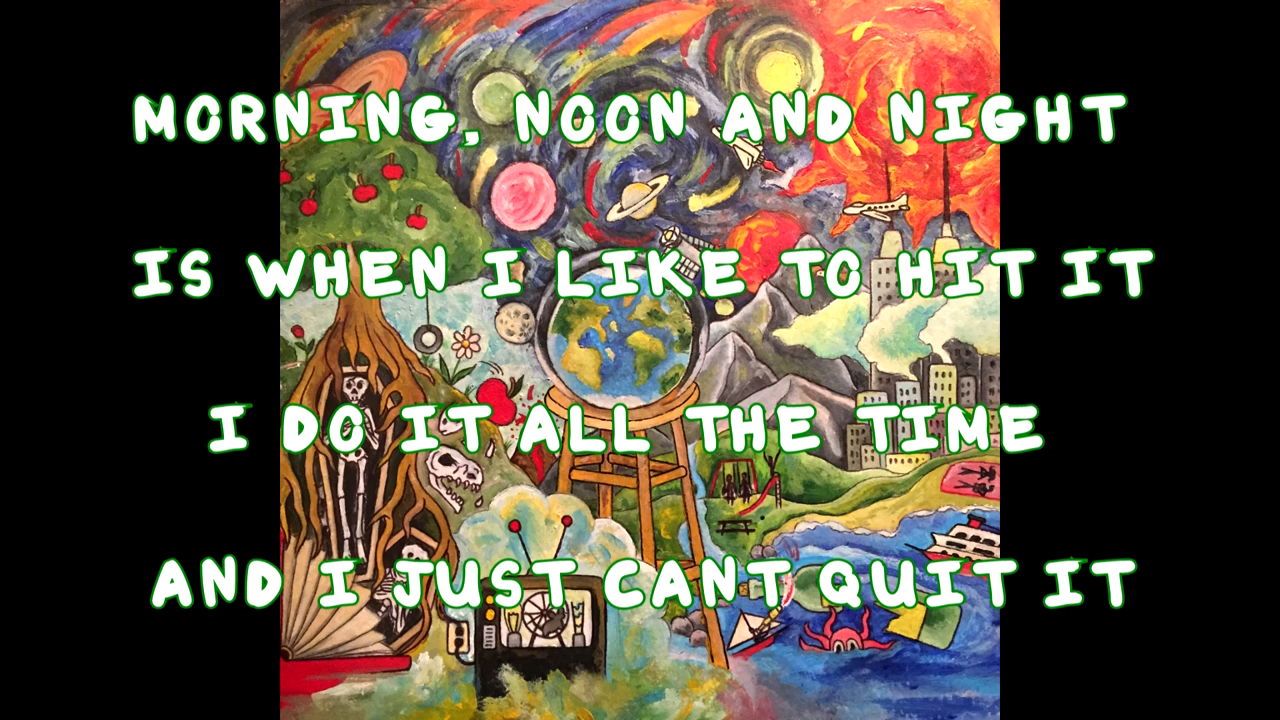 MORNING, NOON AND NIGHT
IS WHEN I LIKE TO HIT IT
I DO IT ALL THE TIME
AND I JUST CANT QUIT IT